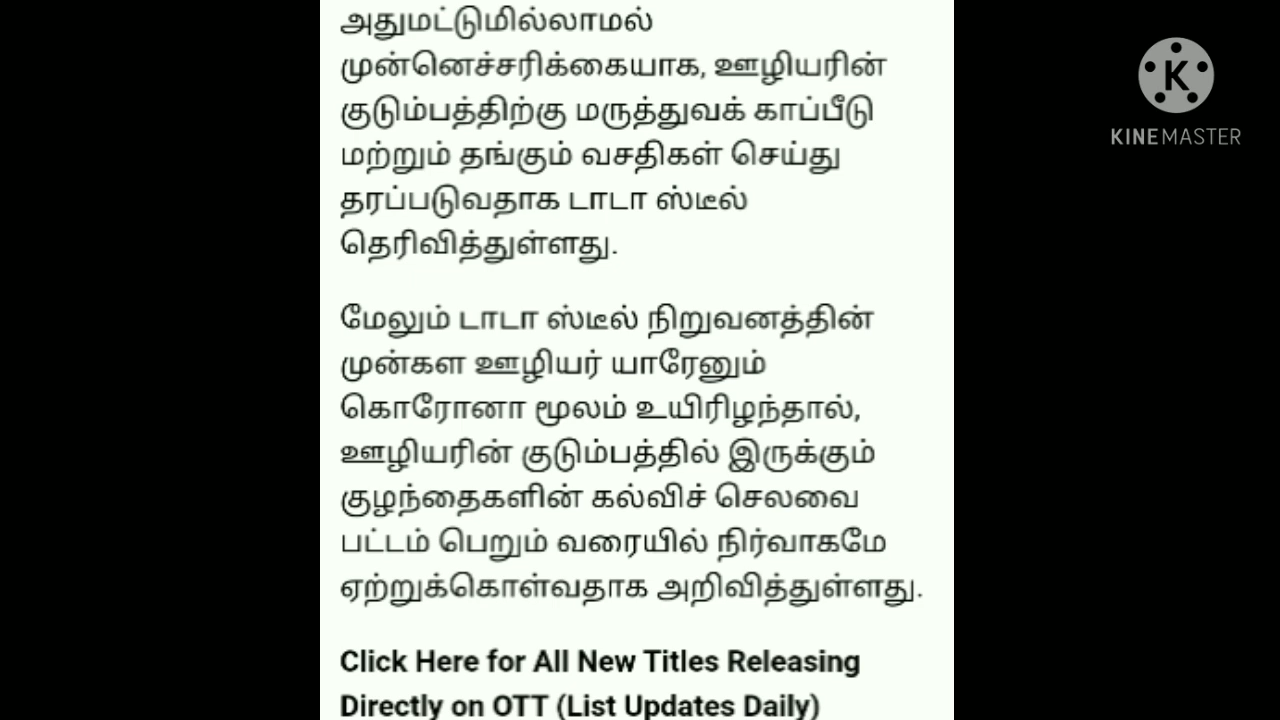 அதுமட்டுமில்லாமல்
முன்னெச்சரிக்கையாக, ஊழியரின்
குடும்பத்திற்கு மருத்துவக் காப்பீடு
மற்றும் தங்கும் வசதிகள் செய்து
தரப்படுவதாக டாடா ஸ்டீல்
தெரிவித்துள்ளது.
மேலும் டாடா ஸ்டீல் நிறுவனத்தின்
முன்கள ஊழியர் யாரேனும்
கொரோனா மூலம் உயிரிழந்தால்,
ஊழியரின் குடும்பத்தில் இருக்கும்
குழந்தைகளின் கல்விச் செலவை
பட்டம் பெறும் வரையில் நிர்வாகமே
ஏற்றுக்கொள்வதாக அறிவித்துள்ளது.
Click Here for All New Titles Releasing
Directly on OTT (List Updates Daily)
K
KINEMASTER